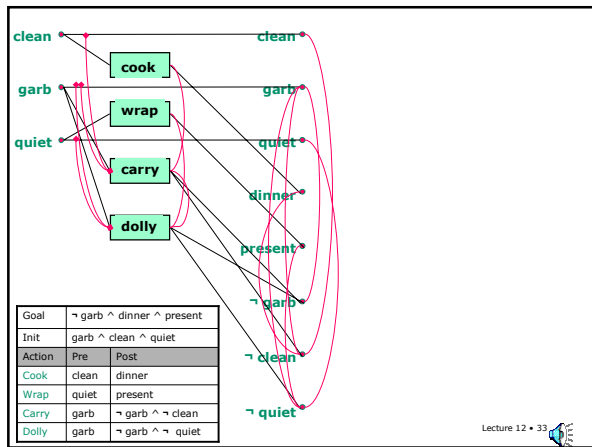 clean clean
cook
garb garb
wrap
quiet quiet
carry
dinner
dolly
present
¬ garb
¬ clean
¬ quiet
Goal ¬ garb ^ dinner ^ present
Init garb ^ clean ^ quiet
Action Pre Post
Cook clean dinner
Wrap quiet present
Carry garb ¬ garb ^ ¬ clean
Dolly garb ¬ garb ^ ¬ quiet
Lecture 12 • 33